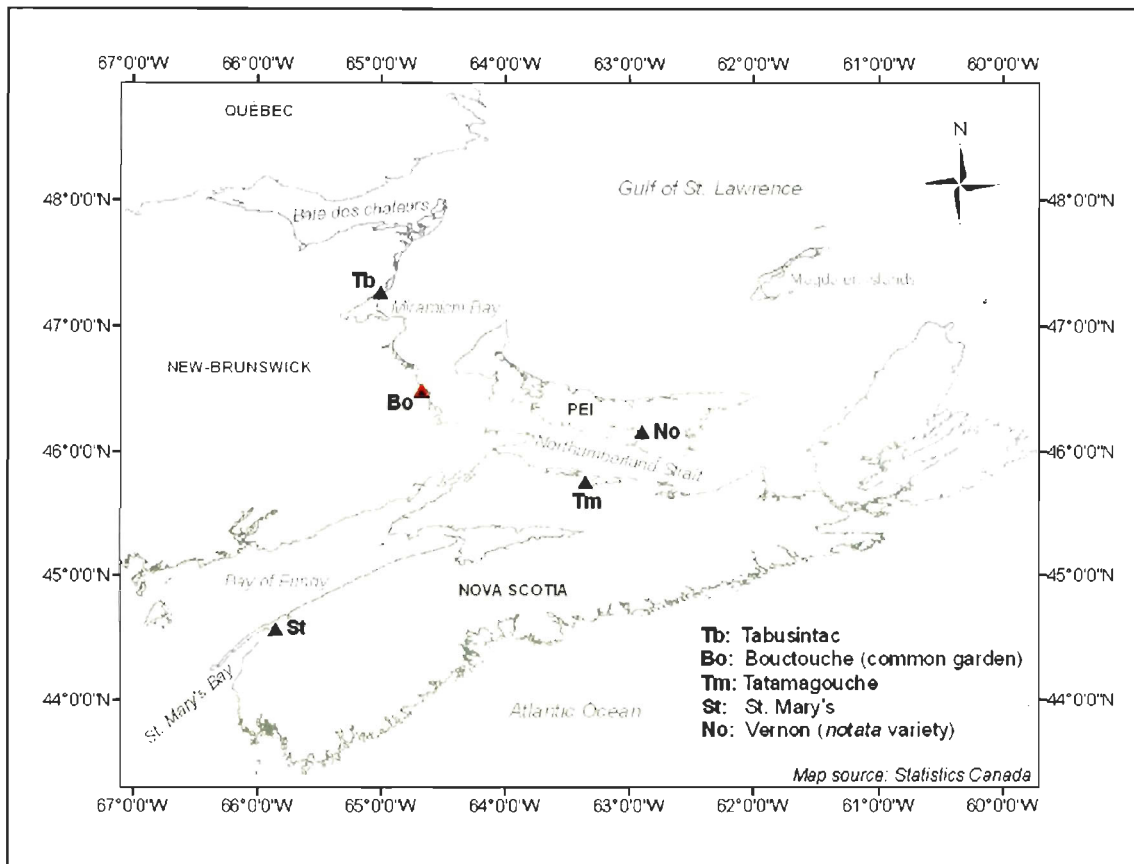 67°0'0"W 66°0'0"W 65°0'0"W 64°0'0"W 63°0'0"W 62°0'0"W 61°0'0"W 60°0'0"W
QUÉBEC
N
Gulf of St. Lawrence
48°0'0"N 48°0'0"N
Baie des chaleurs
Tb
Magdalen Islands
Miramichi Bay
47°0'0"N 47°0'0"N
NEW-BRUNSWICK
Bo
PEI
No
46°0'0"N 46°0'0"N
Northumberland Strait
Tm
45°0'0"N 45°0'0"N
Bay of Fundy
NOVA SCOTIA
St
St. Mary's Bay
44°0'0"N 44°0'0"N
Atlantic Ocean
Tb: Tabusintac
Bo: Bouctouche (common garden)
Tm: Tatamagouche
St: St. Mary's
No: Vernon (notata variety)
Map source: Statistics Canada
67°0'0"W 66°0'0"W 65°0'0"W 64°0'0"W 63°0'0"W 62°0'0"W 61°0'0"W 60°0'0"W